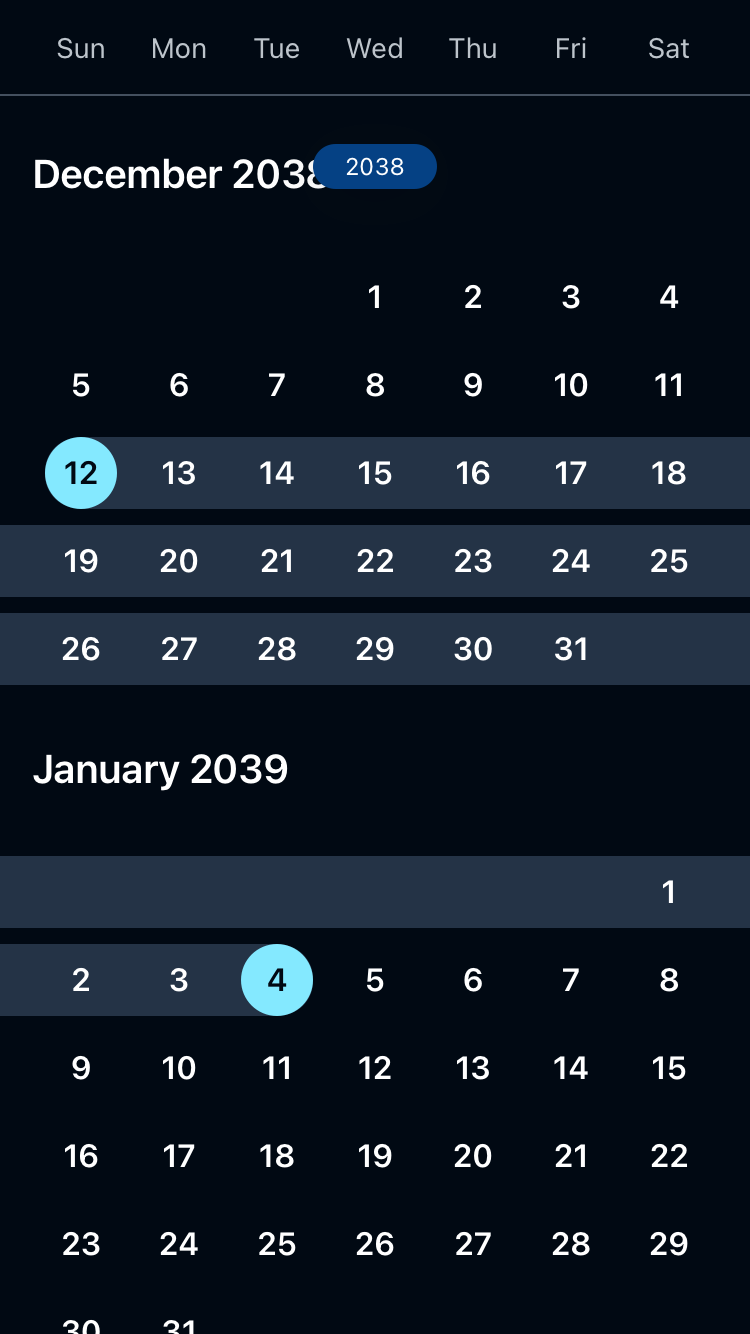 Sun Mon Tue Wed Thu Fri Sat
December 2038
2038
1 2 3 4
5 6 7 8 9 10 11
12 13 14 15 16 17 18
19 20 21 22 23 24 25
26 27 28 29 30 31
January 2039
1
2 3 4 5 6 7 8
9 10 11 12 13 14 15
16 17 18 19 20 21 22
23 24 25 26 27 28 29
30 31